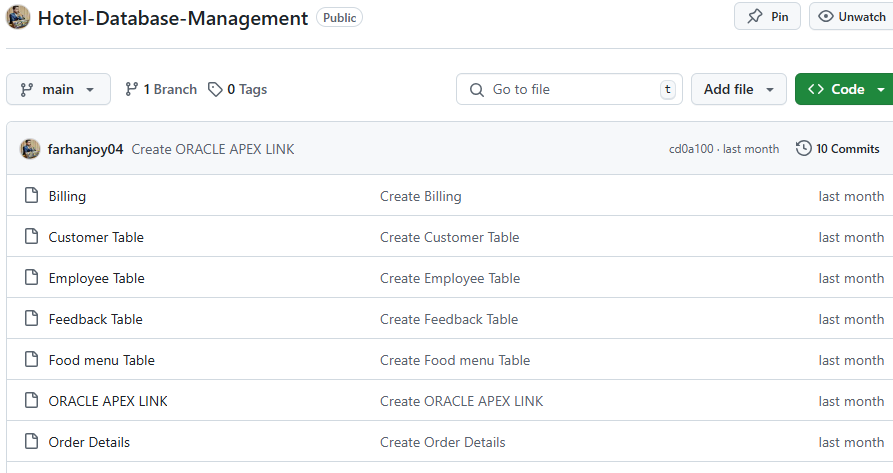 Hotel-Database-Management Public Pin Unwatch
main 1 Branch 0 Tags Go to file t Add file Code
farhanjoy04 Create ORACLE APEX LINK cd0a100 · last month 10 Commits
Billing Create Billing last month
Customer Table Create Customer Table last month
Employee Table Create Employee Table last month
Feedback Table Create Feedback Table last month
Food menu Table Create Food menu Table last month
ORACLE APEX LINK Create ORACLE APEX LINK last month
Order Details Create Order Details last month